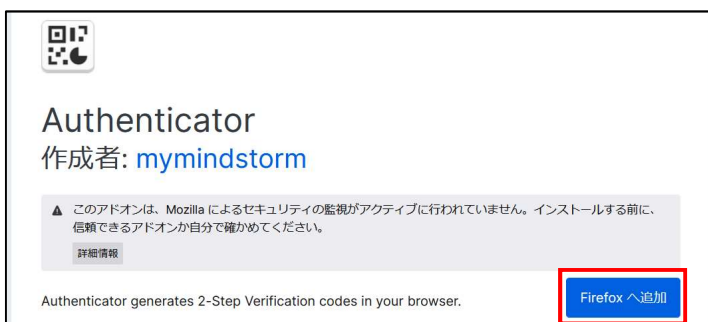 Authenticator
作成者: mymindstorm
このアドオンは、Mozilla によるセキュリティの監視がアクティブに行われていません。インストールする前に、
信頼できるアドオンか自分で確かめてください。
詳細情報
Authenticator generates 2-Step Verification codes in your browser.
Firefox へ追加